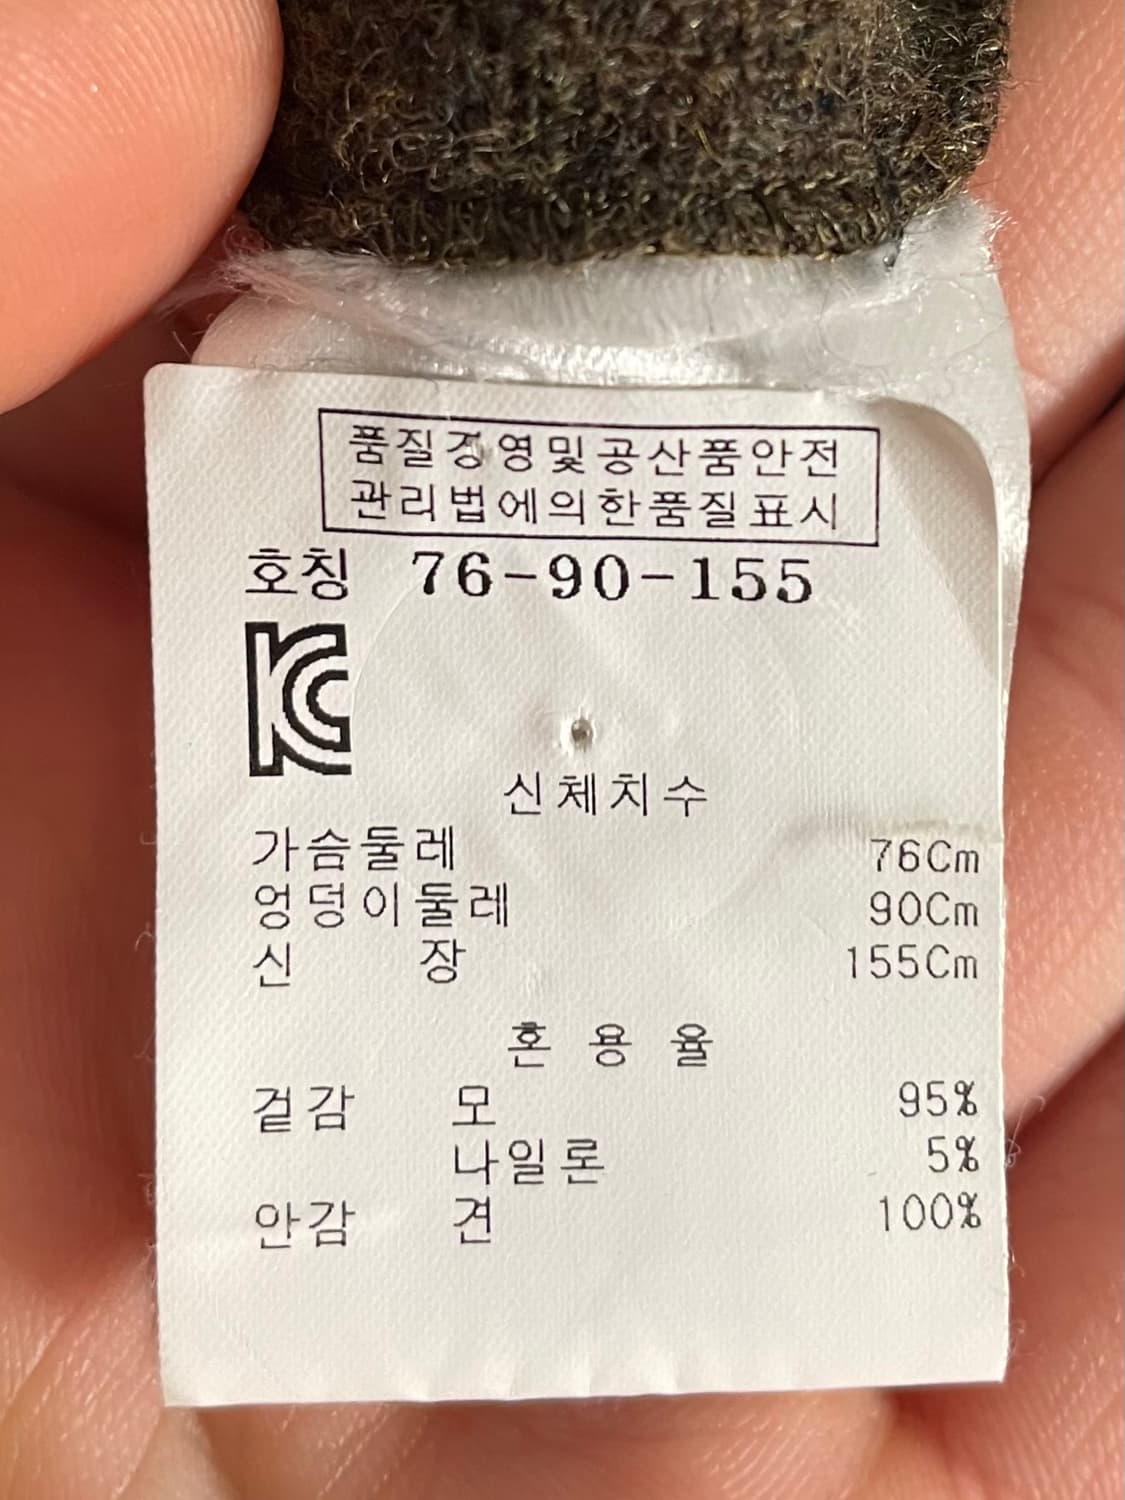 품질경영및공산품안전
관리법에의한품질표시
호칭 76-90-155
KC
신체치수
가슴둘레 76Cm
엉덩이둘레 90Cm
신 장 155Cm
혼 용 율
겉감 모 95%
나일론 5%
안감 견 100%